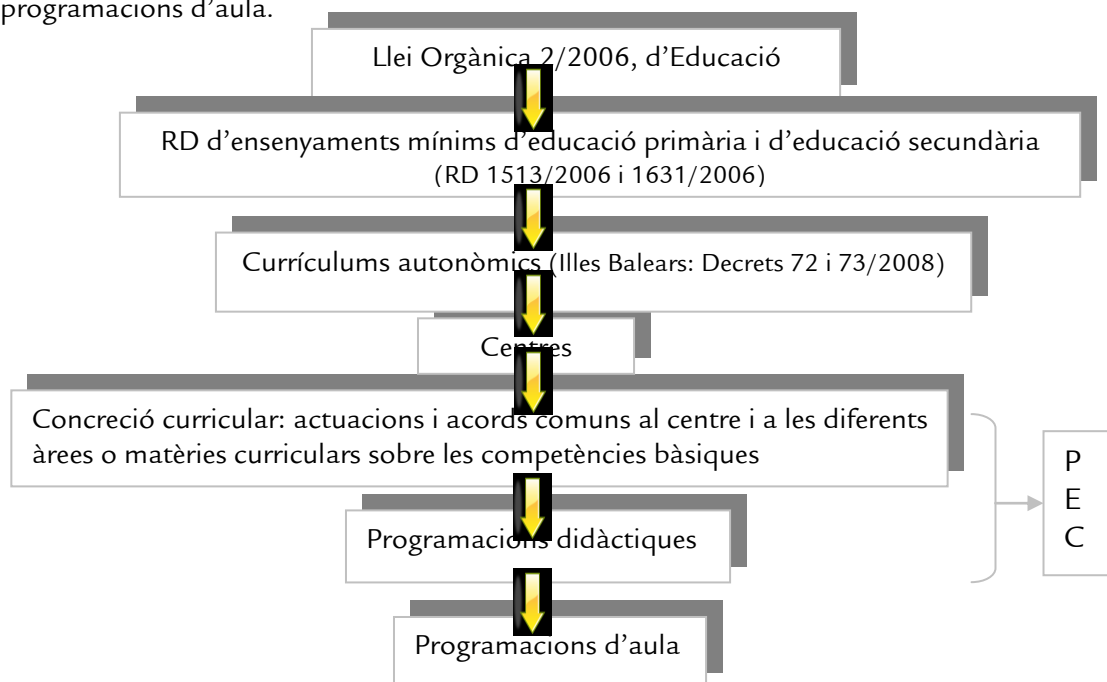 programacions d’aula.
Llei Orgànica 2/2006, d’Educació
RD d’ensenyaments mínims d’educació primària i d’educació secundària
(RD 1513/2006 i 1631/2006)
Currículums autonòmics (Illes Balears: Decrets 72 i 73/2008)
Centres
Concreció curricular: actuacions i acords comuns al centre i a les diferents
àrees o matèries curriculars sobre les competències bàsiques
P
E
C
Programacions didàctiques
Programacions d’aula